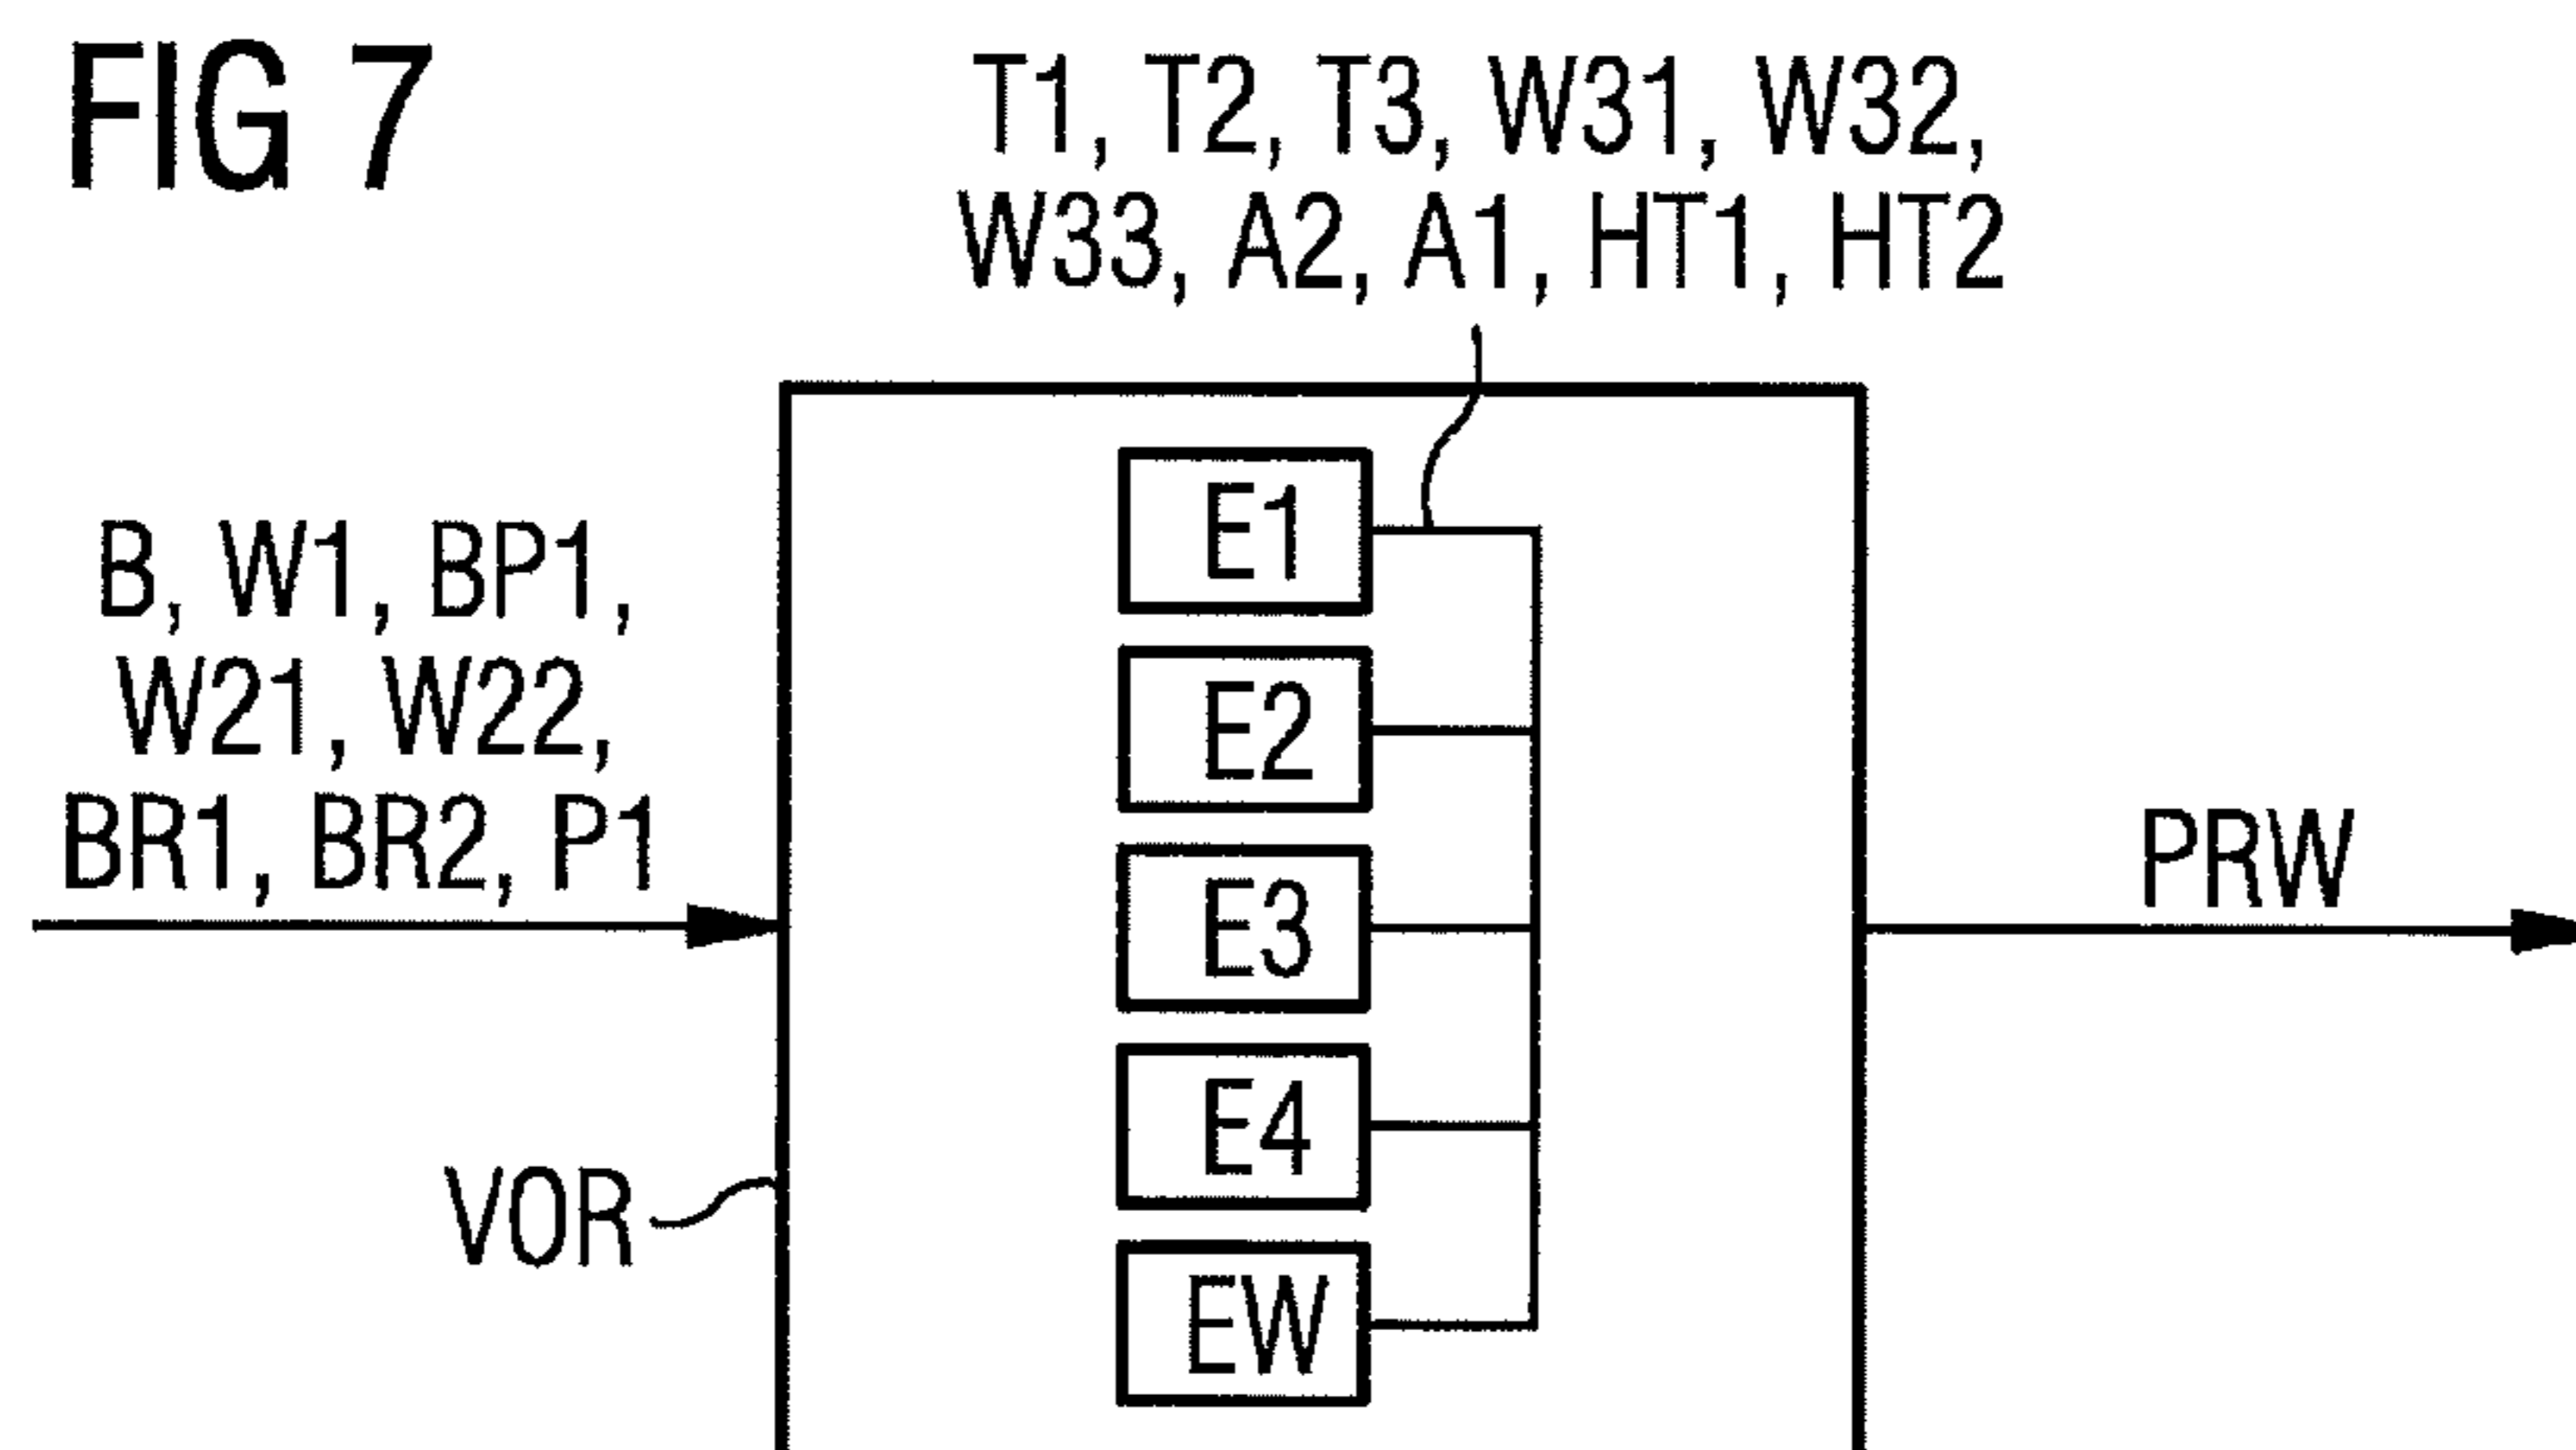 FIG 7
T1, T2, T3, W31, W32,
W33, A2, A1, HT1, HT2
B, W1, BP1,
W21, W22,
BR1, BR2, P1
E1
E2
E3
E4
EW
VOR
PRW